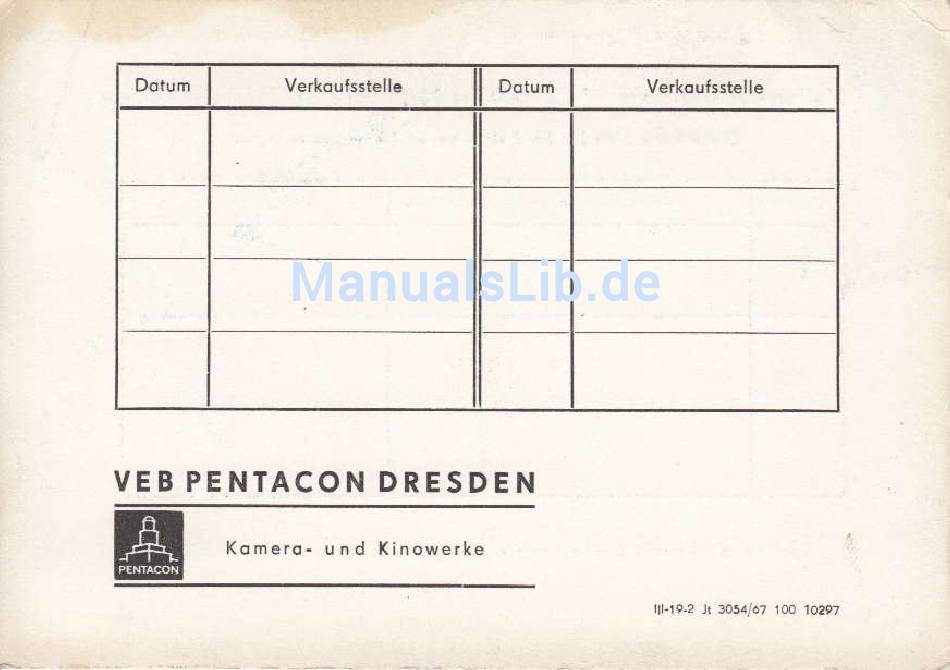 Datum Verkaufsstelle Datum Verkaufsstelle
ManualsLib.de
VEB PENTACON DRESDEN
PENTACON
Kamera- und Kinowerke
III-19-2 Jt 3054/67 100 10297